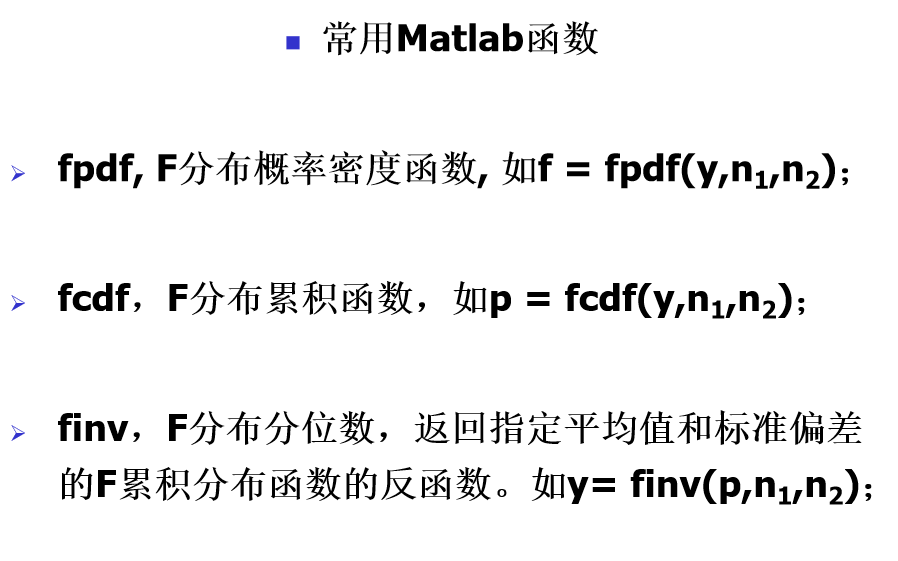 常用Matlab函数
fpdf, F分布概率密度函数, 如f = fpdf(y,n₁,n₂)；
fcdf，F分布累积函数，如p = fcdf(y,n₁,n₂)；
finv，F分布分位数，返回指定平均值和标准偏差
的F累积分布函数的反函数。如y= finv(p,n₁,n₂)；